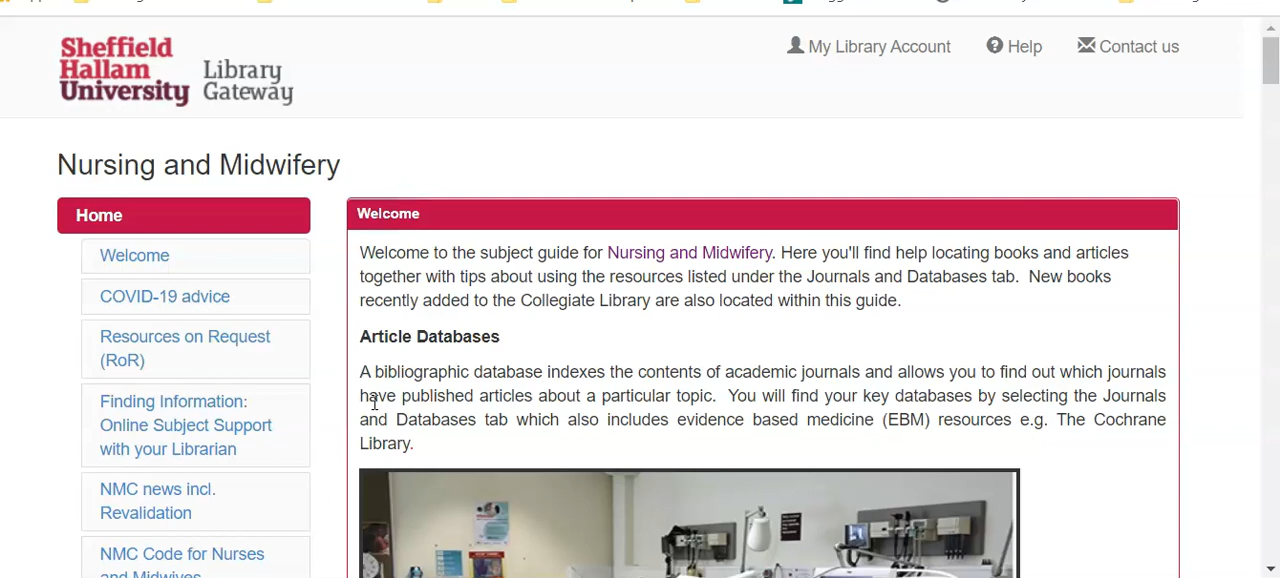 Sheffield
Hallam
University
Library
Gateway
My Library Account
Help
Contact us
Nursing and Midwifery
Home
Welcome
COVID-19 advice
Resources on Request
(RoR)
Finding Information:
Online Subject Support
with your Librarian
NMC news incl.
Revalidation
NMC Code for Nurses
and Midwives
Welcome
Welcome to the subject guide for Nursing and Midwifery. Here you'll find help locating books and articles
together with tips about using the resources listed under the Journals and Databases tab. New books
recently added to the Collegiate Library are also located within this guide.
Article Databases
A bibliographic database indexes the contents of academic journals and allows you to find out which journals
have published articles about a particular topic. You will find your key databases by selecting the Journals
and Databases tab which also includes evidence based medicine (EBM) resources e.g. The Cochrane
Library.